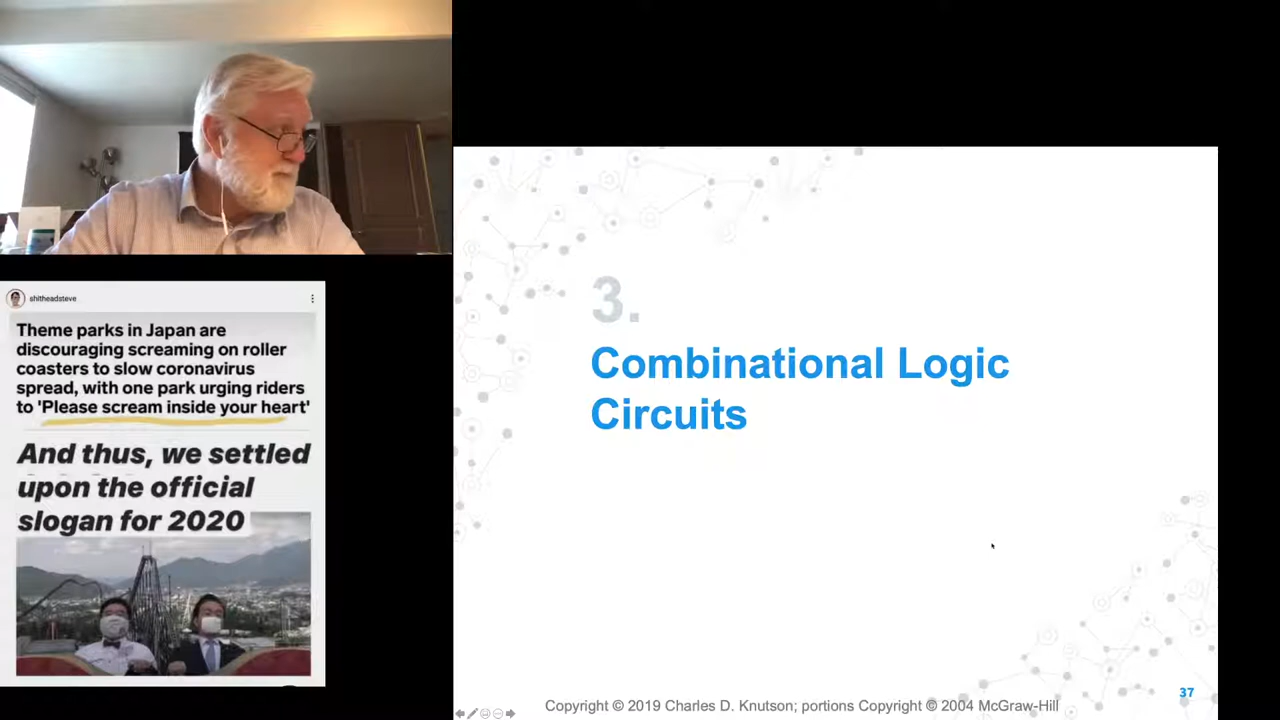 shitheadsteve
Theme parks in Japan are
discouraging screaming on roller
coasters to slow coronavirus
spread, with one park urging riders
to 'Please scream inside your heart'
And thus, we settled
upon the official
slogan for 2020
3.
Combinational Logic
Circuits
37
Copyright © 2019 Charles D. Knutson; portions Copyright © 2004 McGraw-Hill